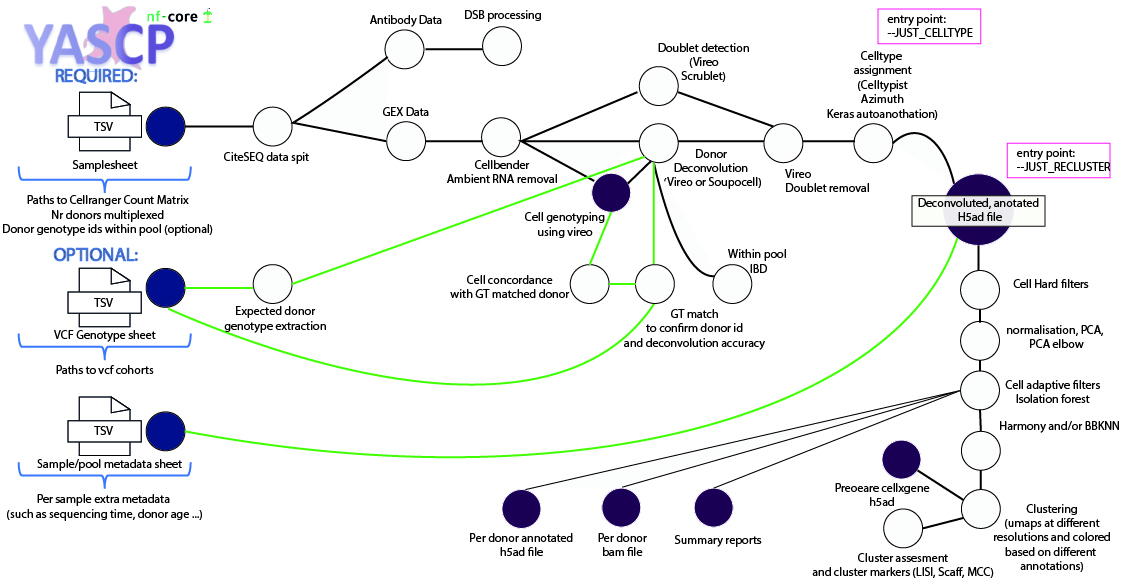 nf-core
YASCP
REQUIRED:
TSV
Samplesheet
Paths to Cellranger Count Matrix
Nr donors multiplexed
Donor genotype ids within pool (optional)
OPTIONAL:
TSV
VCF Genotype sheet
Paths to vcf cohorts
TSV
Sample/pool metadata sheet
Per sample extra metadata
(such as sequencing time, donor age ...)
CiteSEQ data spit
Antibody Data
DSB processing
GEX Data
Cellbender
Ambient RNA removal
Doublet detection
(Vireo
Scrublet)
Donor
Deconvolution
'Vireo or Soupocell)
Cell genotyping
using vireo
Expected donor
genotype extraction
Cell concordance
with GT matched donor
GT match
to confirm donor id
and deconvolution accuracy
Within pool
IBD
Vireo
Doublet removal
entry point:
--JUST_CELLTYPE
Celltype
assignment
(Celltypist
Azimuth
Keras autoanothation)
entry point:
--JUST_RECLUSTER
Deconvoluted, anotated
H5ad file
Cell Hard filters
normalisation, PCA,
PCA elbow
Cell adaptive filters
Isolation forest
Harmony and/or BBKNN
Per donor annotated
h5ad file
Per donor
bam file
Summary reports
Preoeare cellxgene
h5ad
Clustering
(umaps at different
resolutions and colored
based on different
annotations)
Cluster assesment
and cluster markers (LISI, Scaff, MCC)